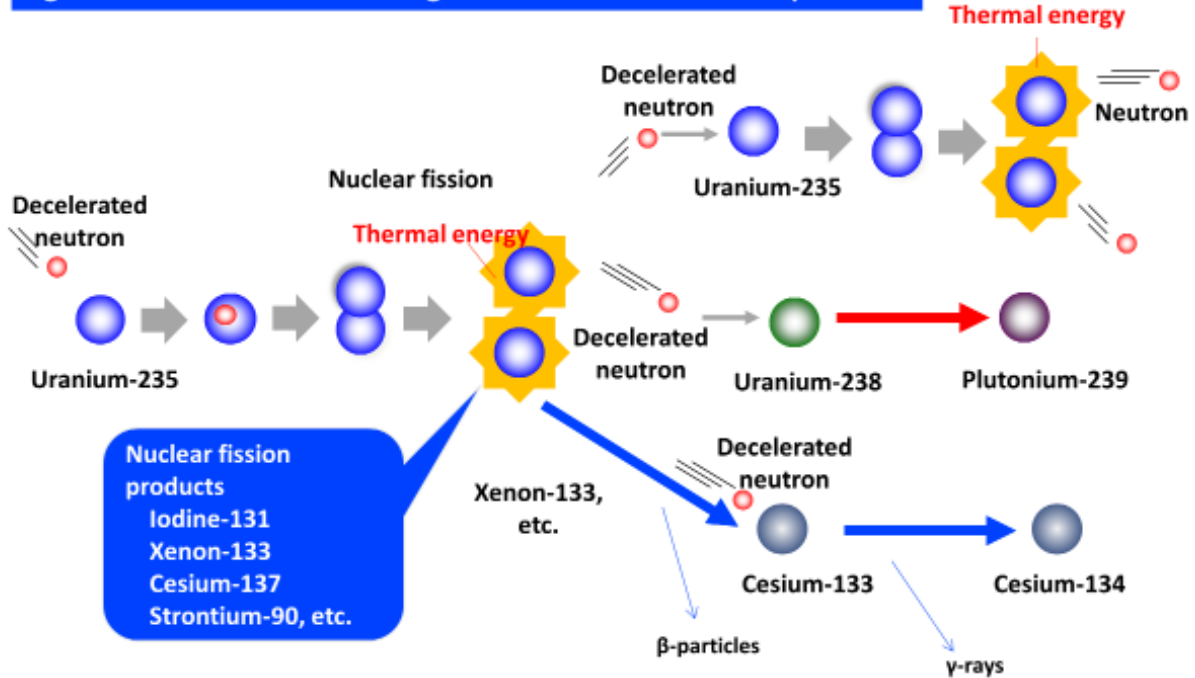 Thermal energy
Decelerated
neutron
Neutron
Uranium-235
Nuclear fission
Decelerated
neutron
Thermal energy
Decelerated
neutron
Uranium-235
Uranium-238
Plutonium-239
Nuclear fission
products
Iodine-131
Xenon-133
Cesium-137
Strontium-90, etc.
Xenon-133,
etc.
Decelerated
neutron
Cesium-133
Cesium-134
β-particles
γ-rays